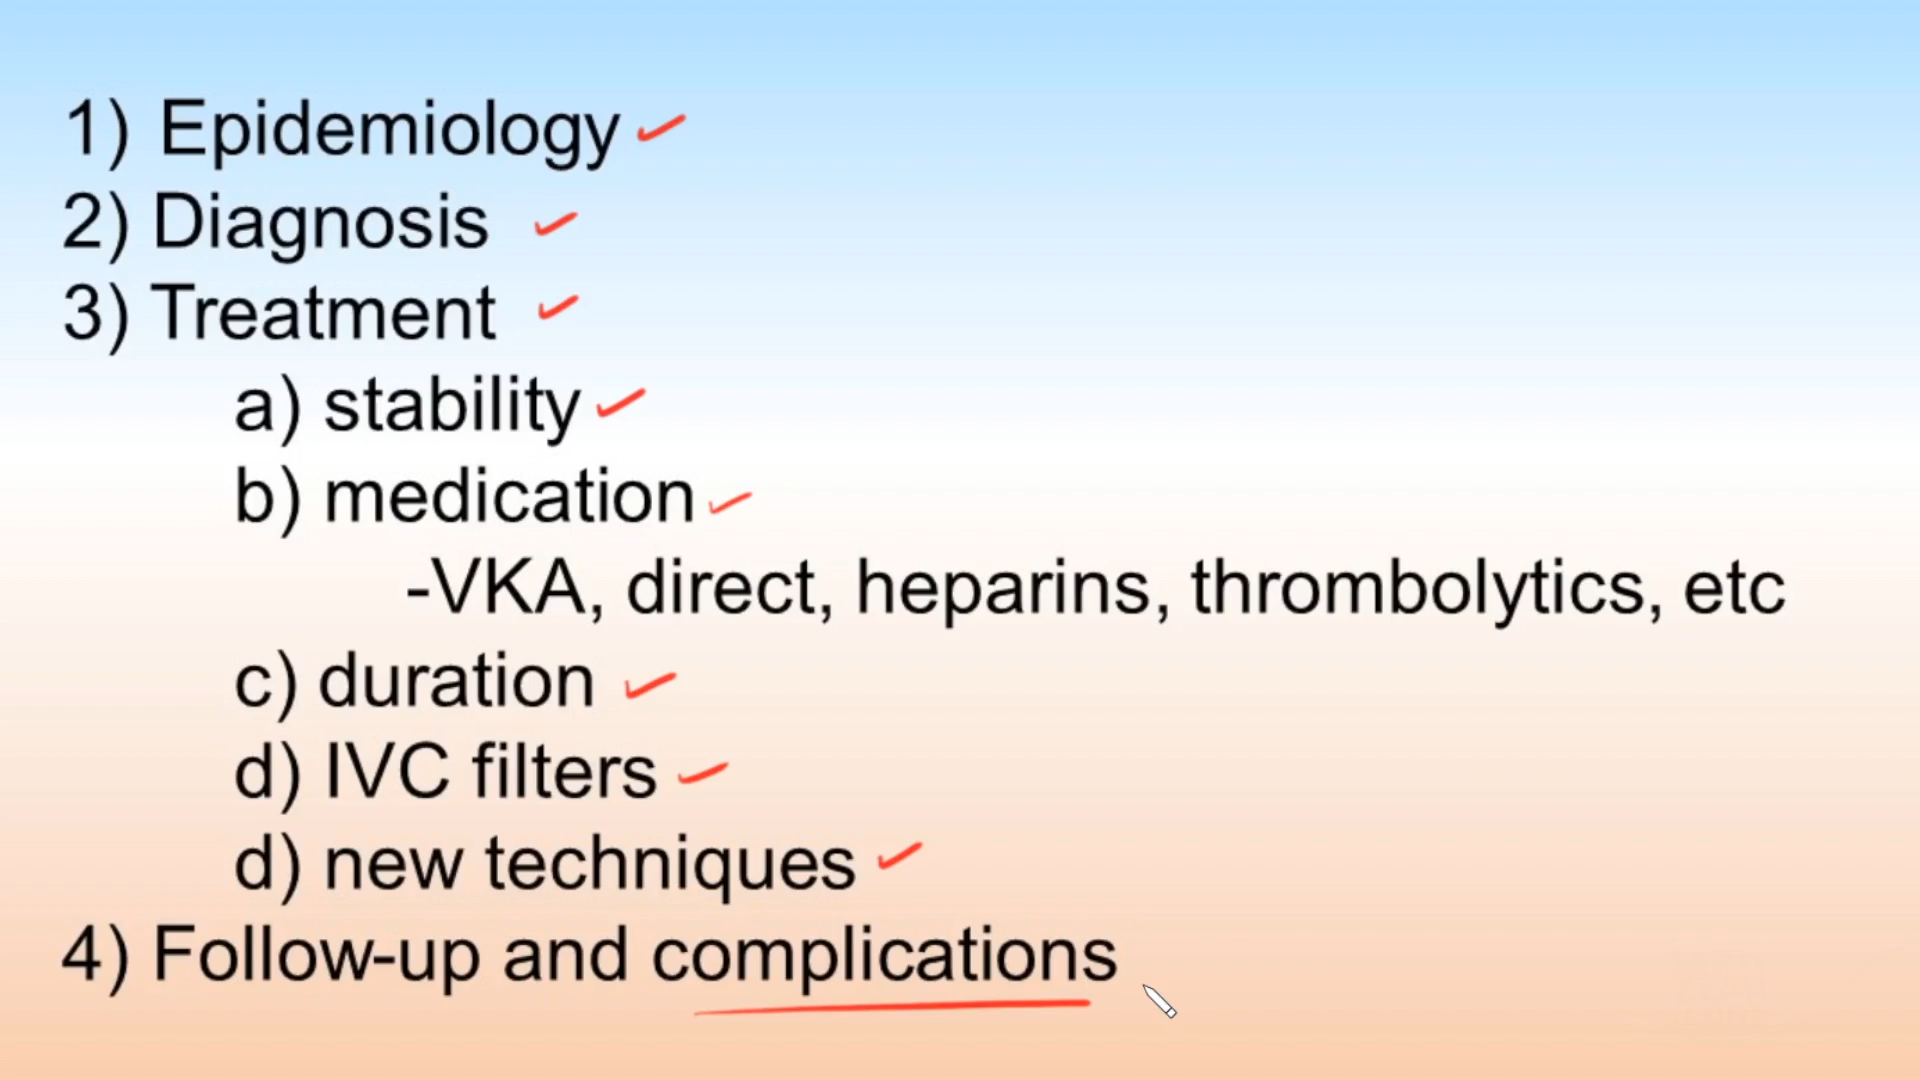 1) Epidemiology
2) Diagnosis
3) Treatment
a) stability
b) medication
-VKA, direct, heparins, thrombolytics, etc
c) duration
d) IVC filters
d) new techniques
4) Follow-up and complications